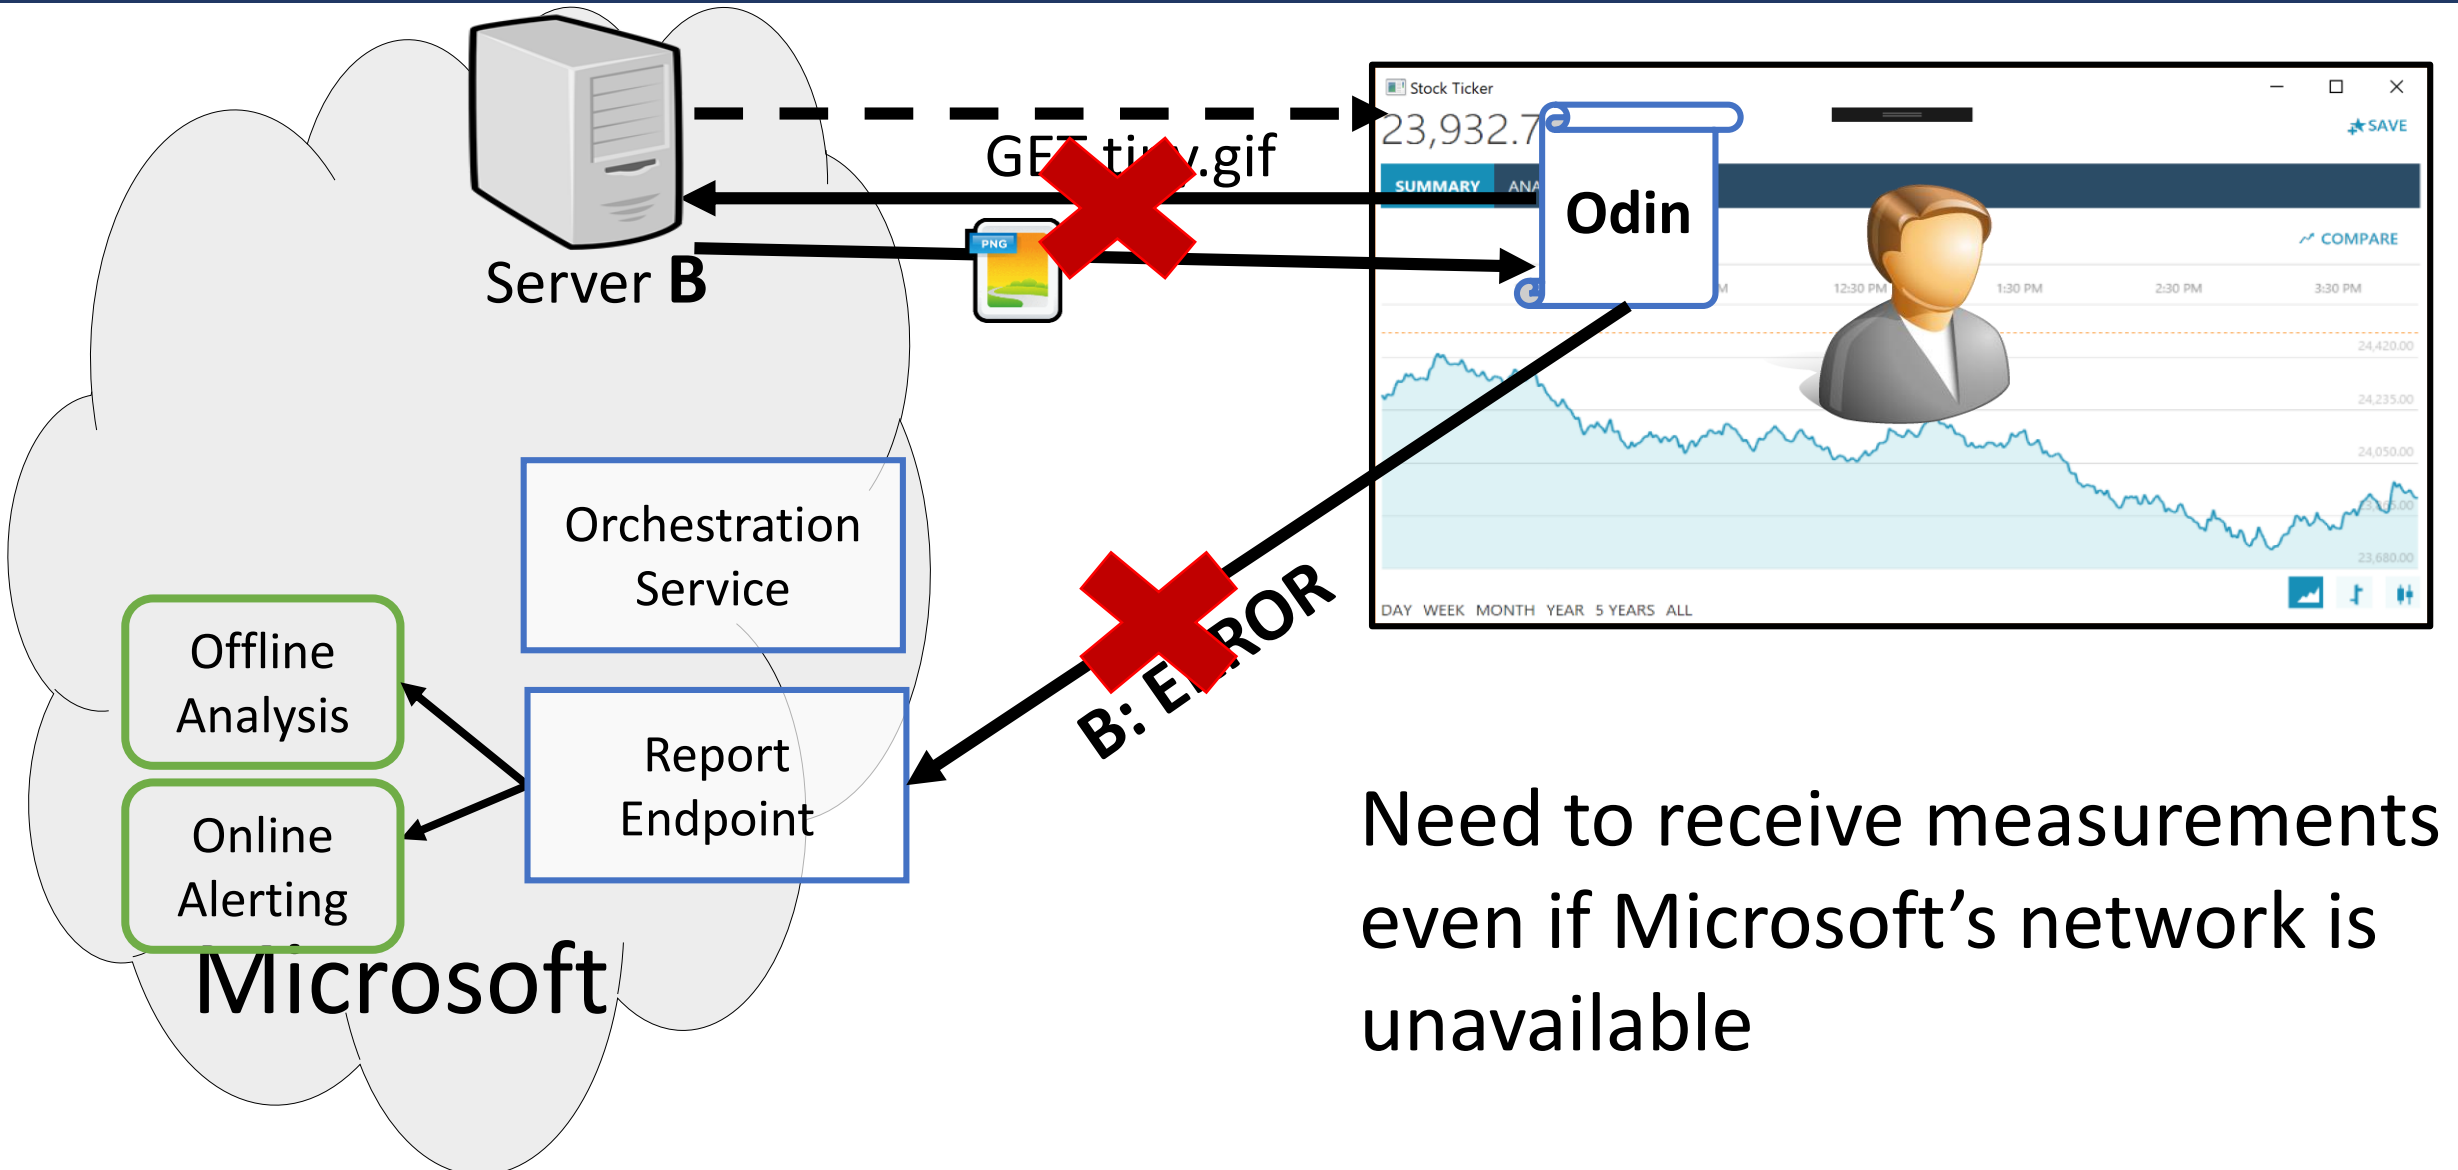 Stock Ticker
23,932.7
SAVE
GET tiny.gif
SUMMARY
Odin
PNG
COMPARE
Server B
12:30 PM
1:30 PM
2:30 PM
3:30 PM
24,420.00
24,235.00
24,050.00
23,680.00
DAY WEEK MONTH YEAR 5 YEARS ALL
Orchestration
Service
B: ERROR
Offline
Analysis
Report
Endpoint
Online
Alerting
Microsoft
Need to receive measurements
even if Microsoft’s network is
unavailable